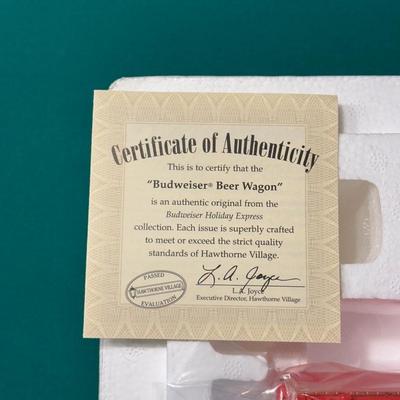 Certificate of Authenticity
This is to certify that the
"Budweiser® Beer Wagon"
is an authentic original from the
Budweiser Holiday Express
collection. Each issue is superbly crafted
to meet or exceed the strict quality
standards of Hawthorne Village.
L. A. Joyce
L.A. Joyce
Executive Director, Hawthorne Village
PASSED
HAWTHORNE VILLAGE
EVALUATION